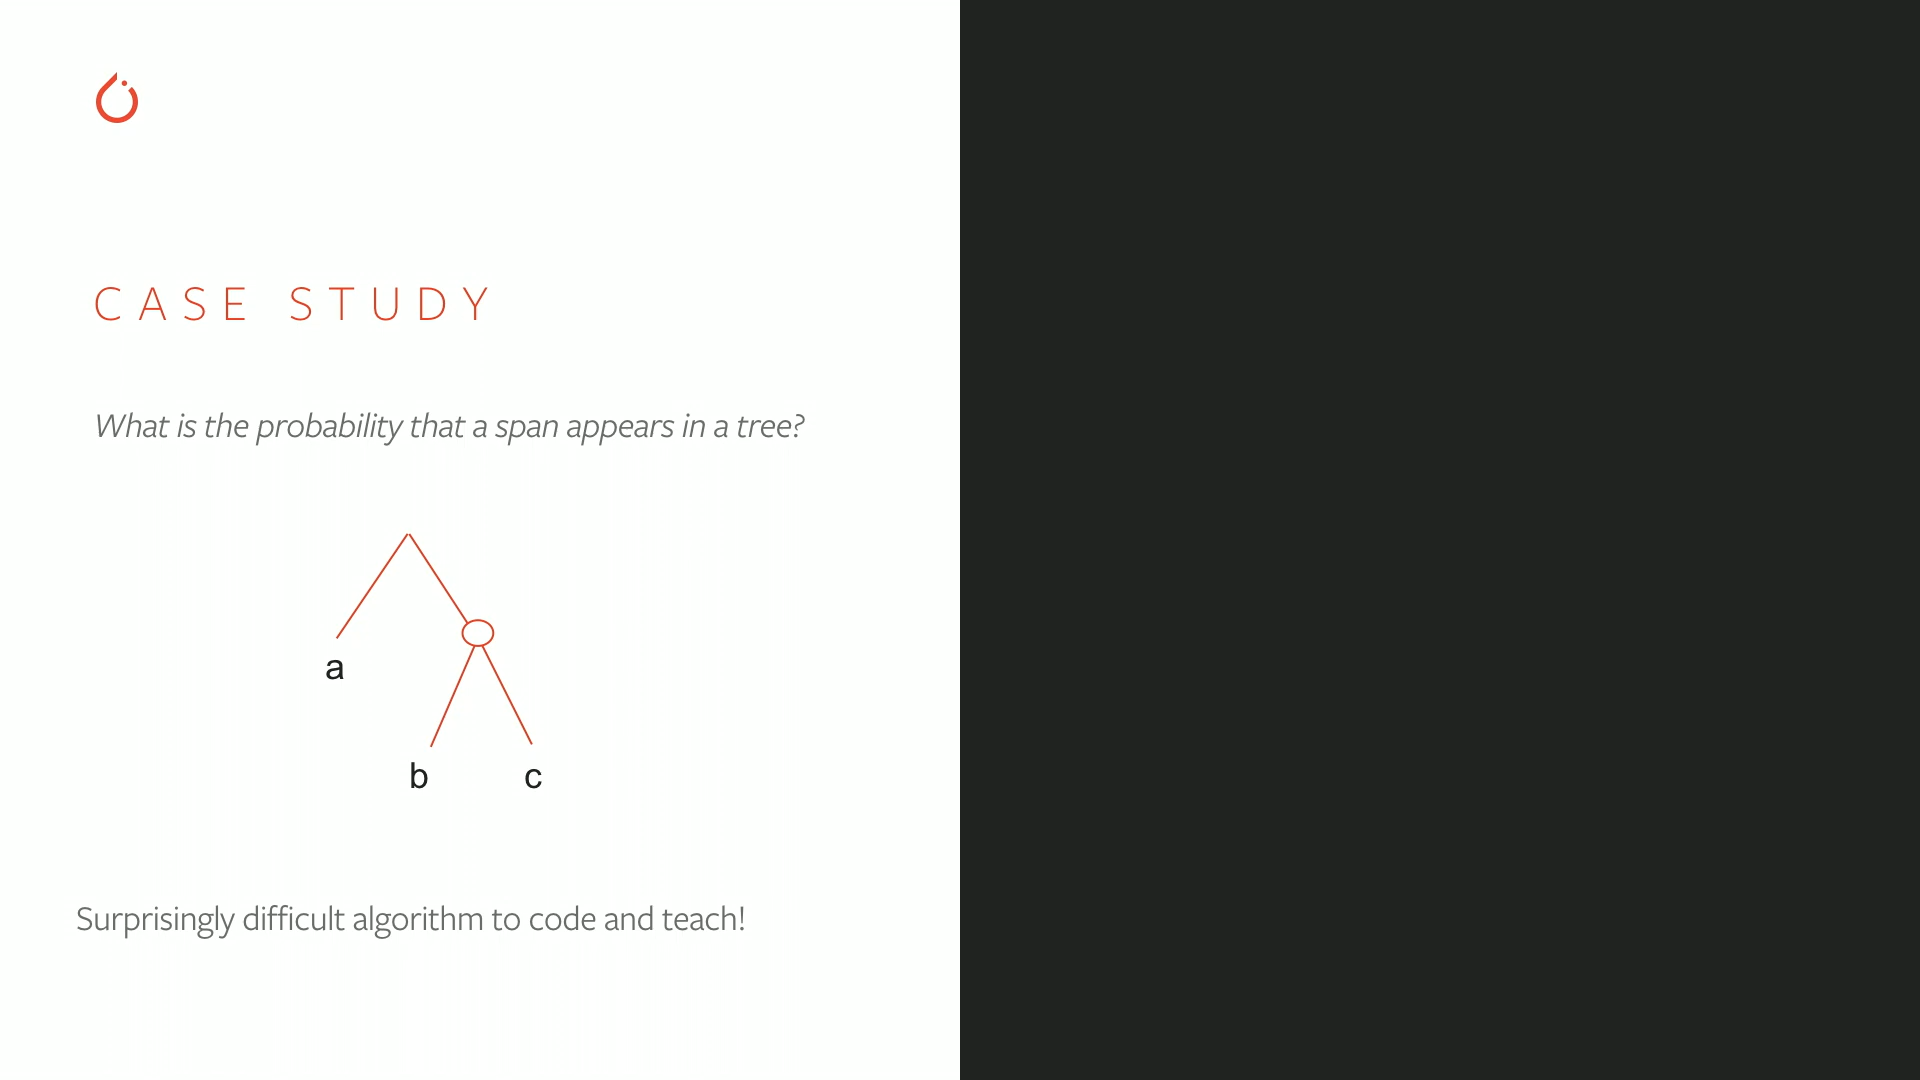 CASE STUDY
What is the probability that a span appears in a tree?
a
b c
Surprisingly difficult algorithm to code and teach!